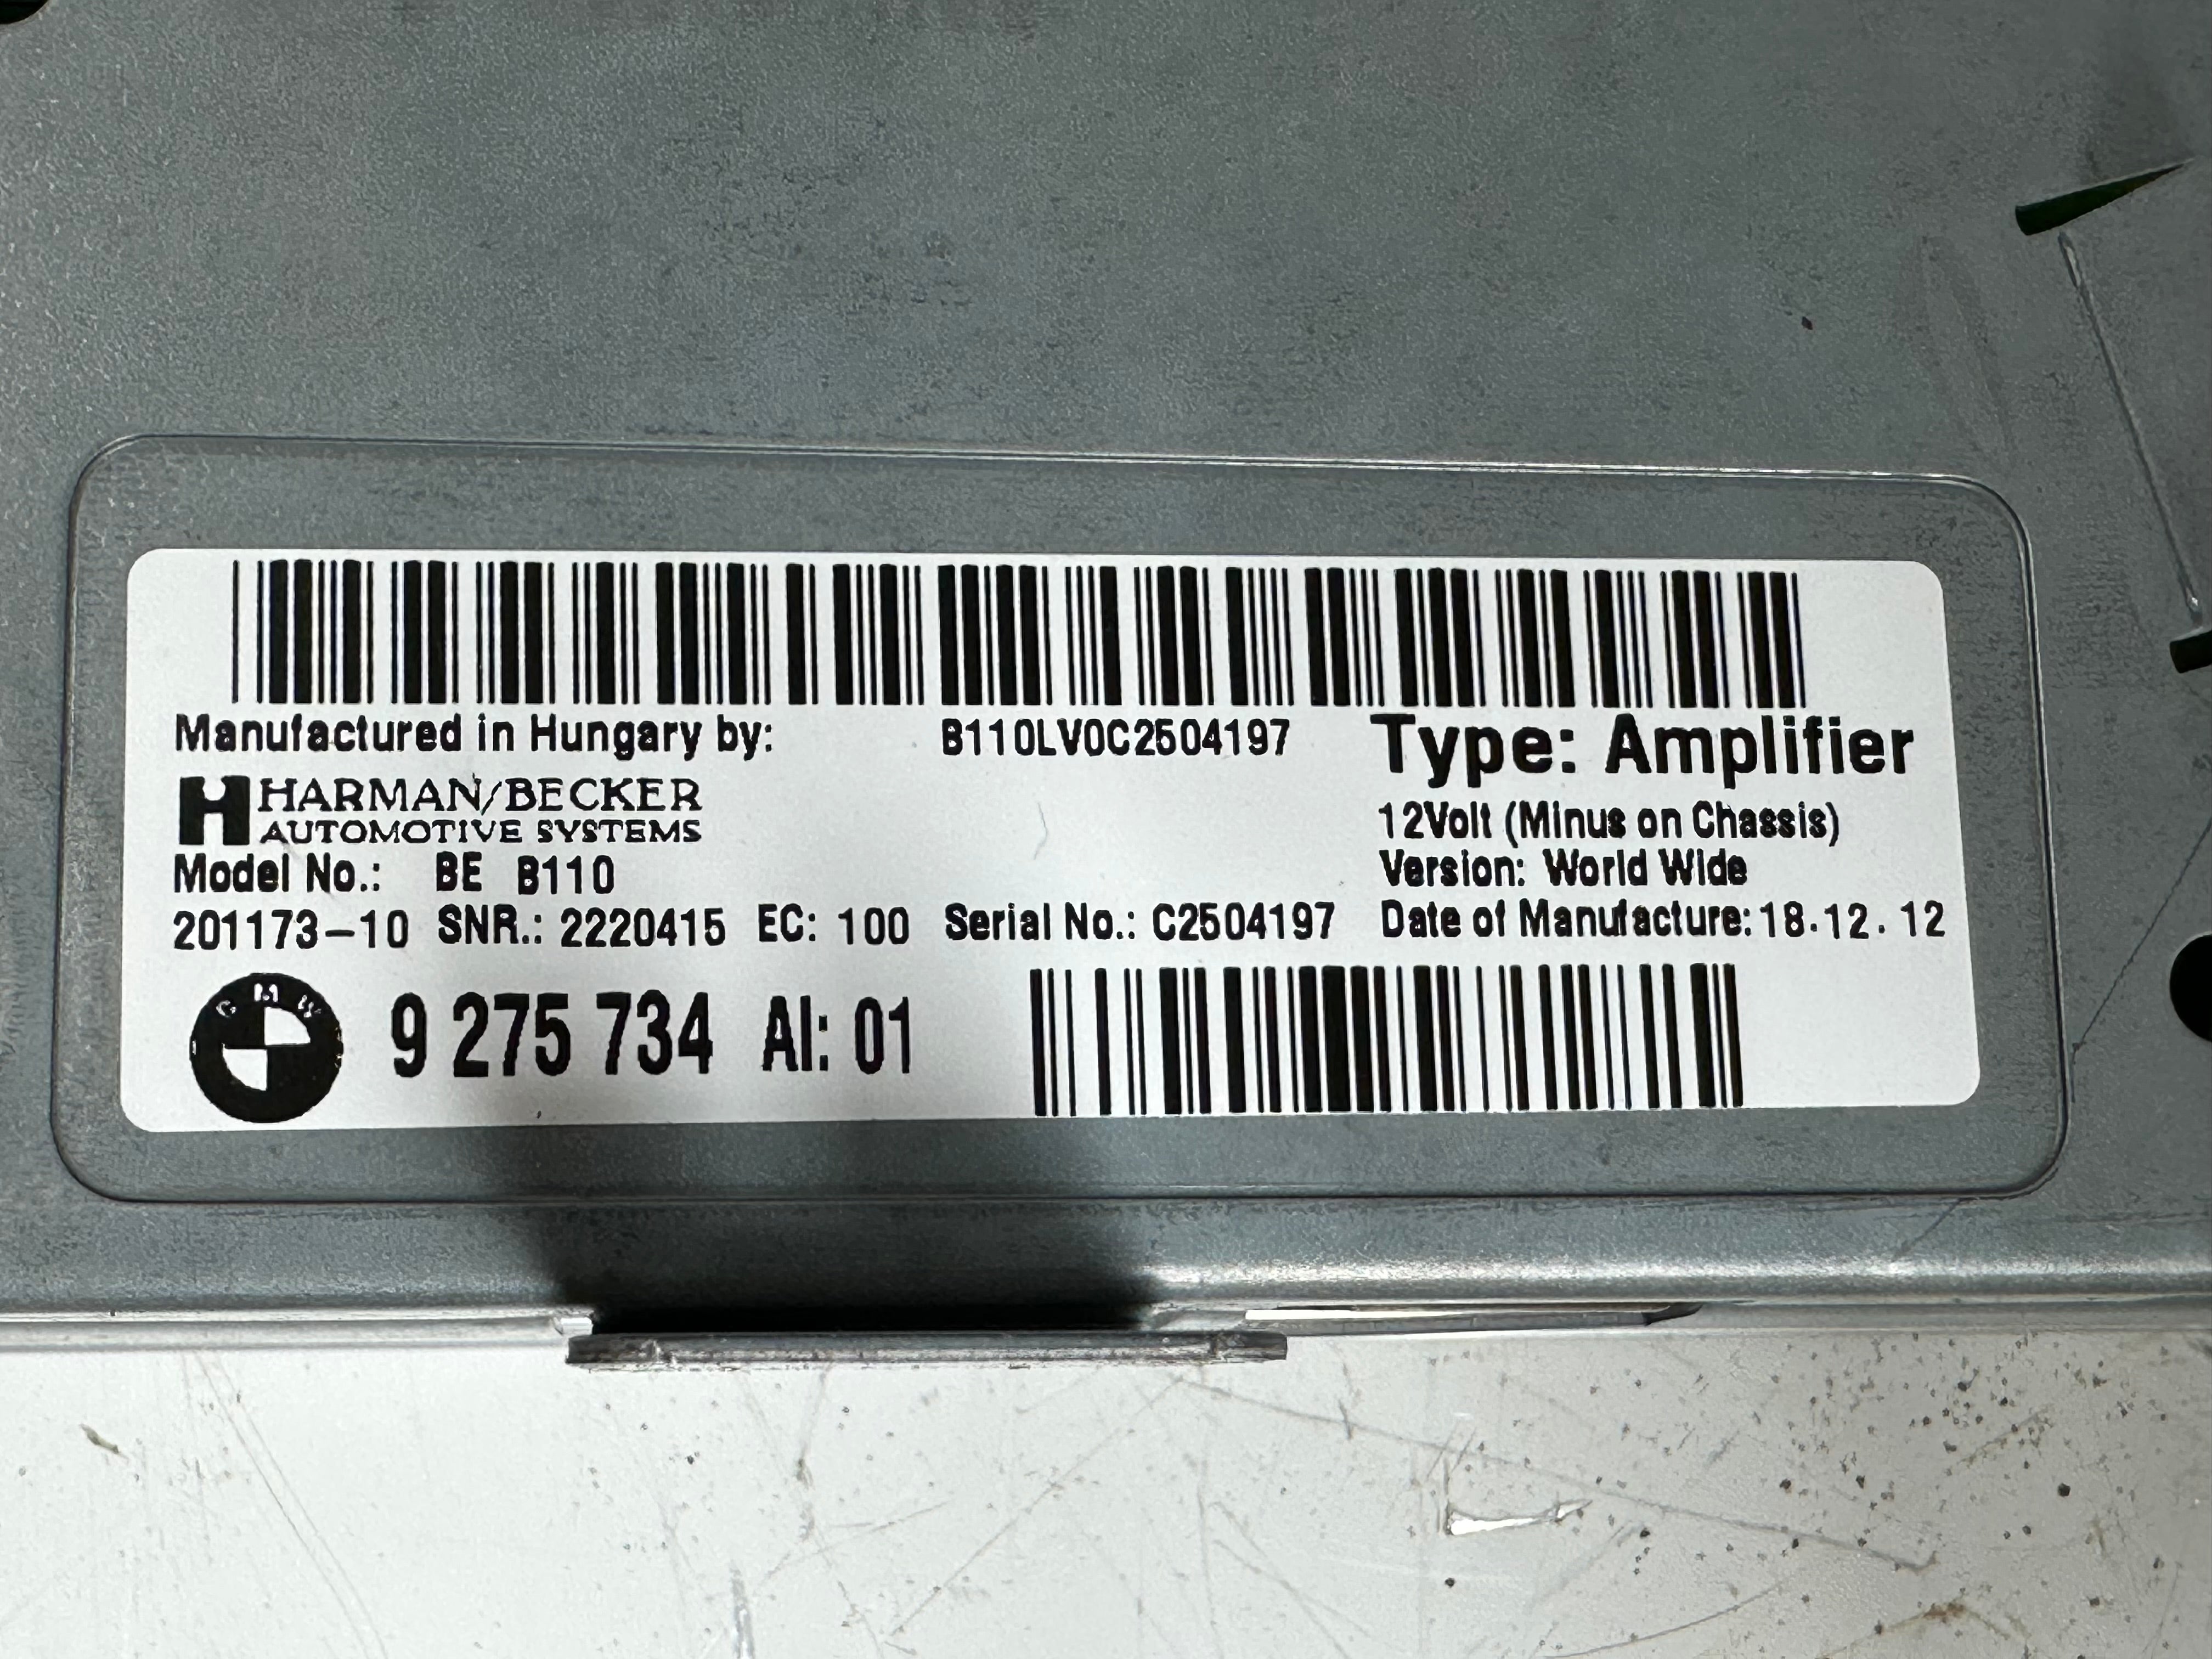 Manufactured in Hungary by:
B110LV0C2504197
Type: Amplifier
HARMAN/BECKER
AUTOMOTIVE SYSTEMS
12Volt (Minus on Chassis)
Model No.: BE B110
Version: World Wide
201173-10 SNR.: 2220415 EC: 100 Serial No.: C2504197 Date of Manufacture: 18.12.12
9 275 734 AI: 01